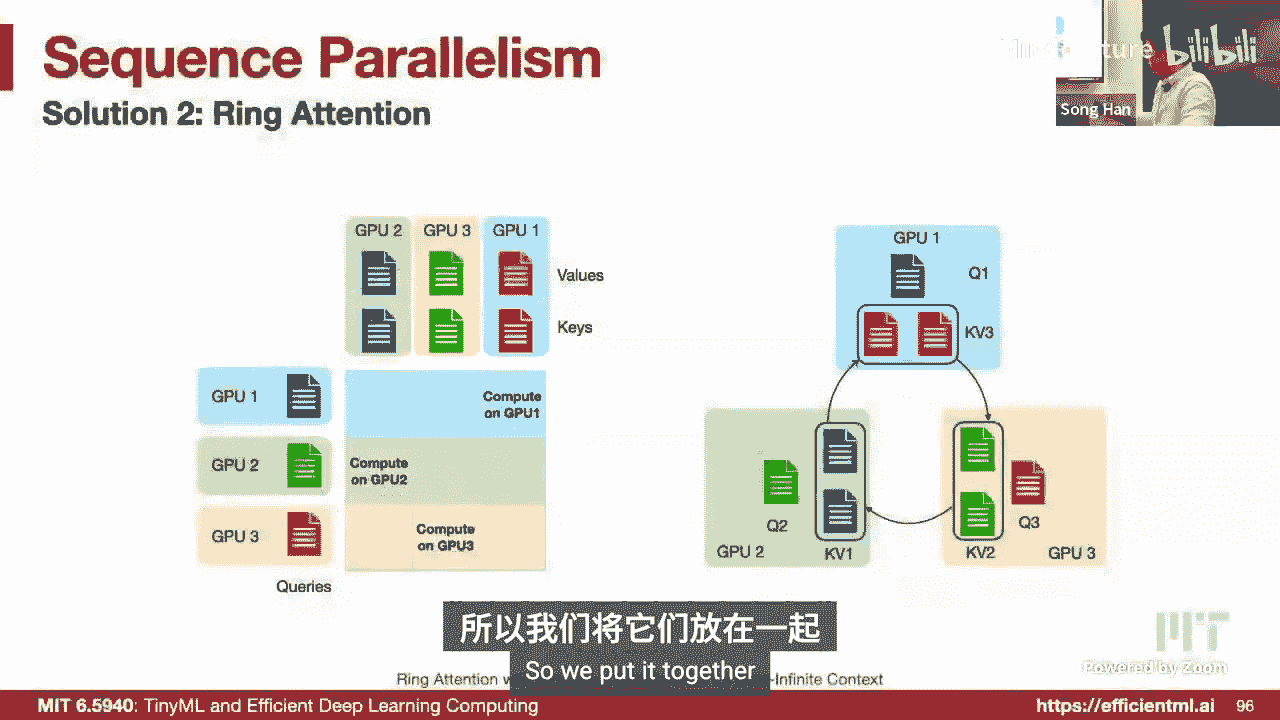 Sequence Parallelism
Solution 2: Ring Attention
bilibili
Song Han
GPU 2 GPU 3 GPU 1
Values
Keys
GPU 1
Compute
on GPU1
GPU 2
Compute
on GPU2
GPU 3
Compute
on GPU3
Queries
GPU 1
Q1
KV3
Q2
GPU 2
KV1
KV2
Q3
GPU 3
所以我们将它们放在一起
So we put it together
Ring Attention
Infinite Context
MIT
Powered by Zoom
MIT 6.5940: TinyML and Efficient Deep Learning Computing
https://efficientml.ai
96